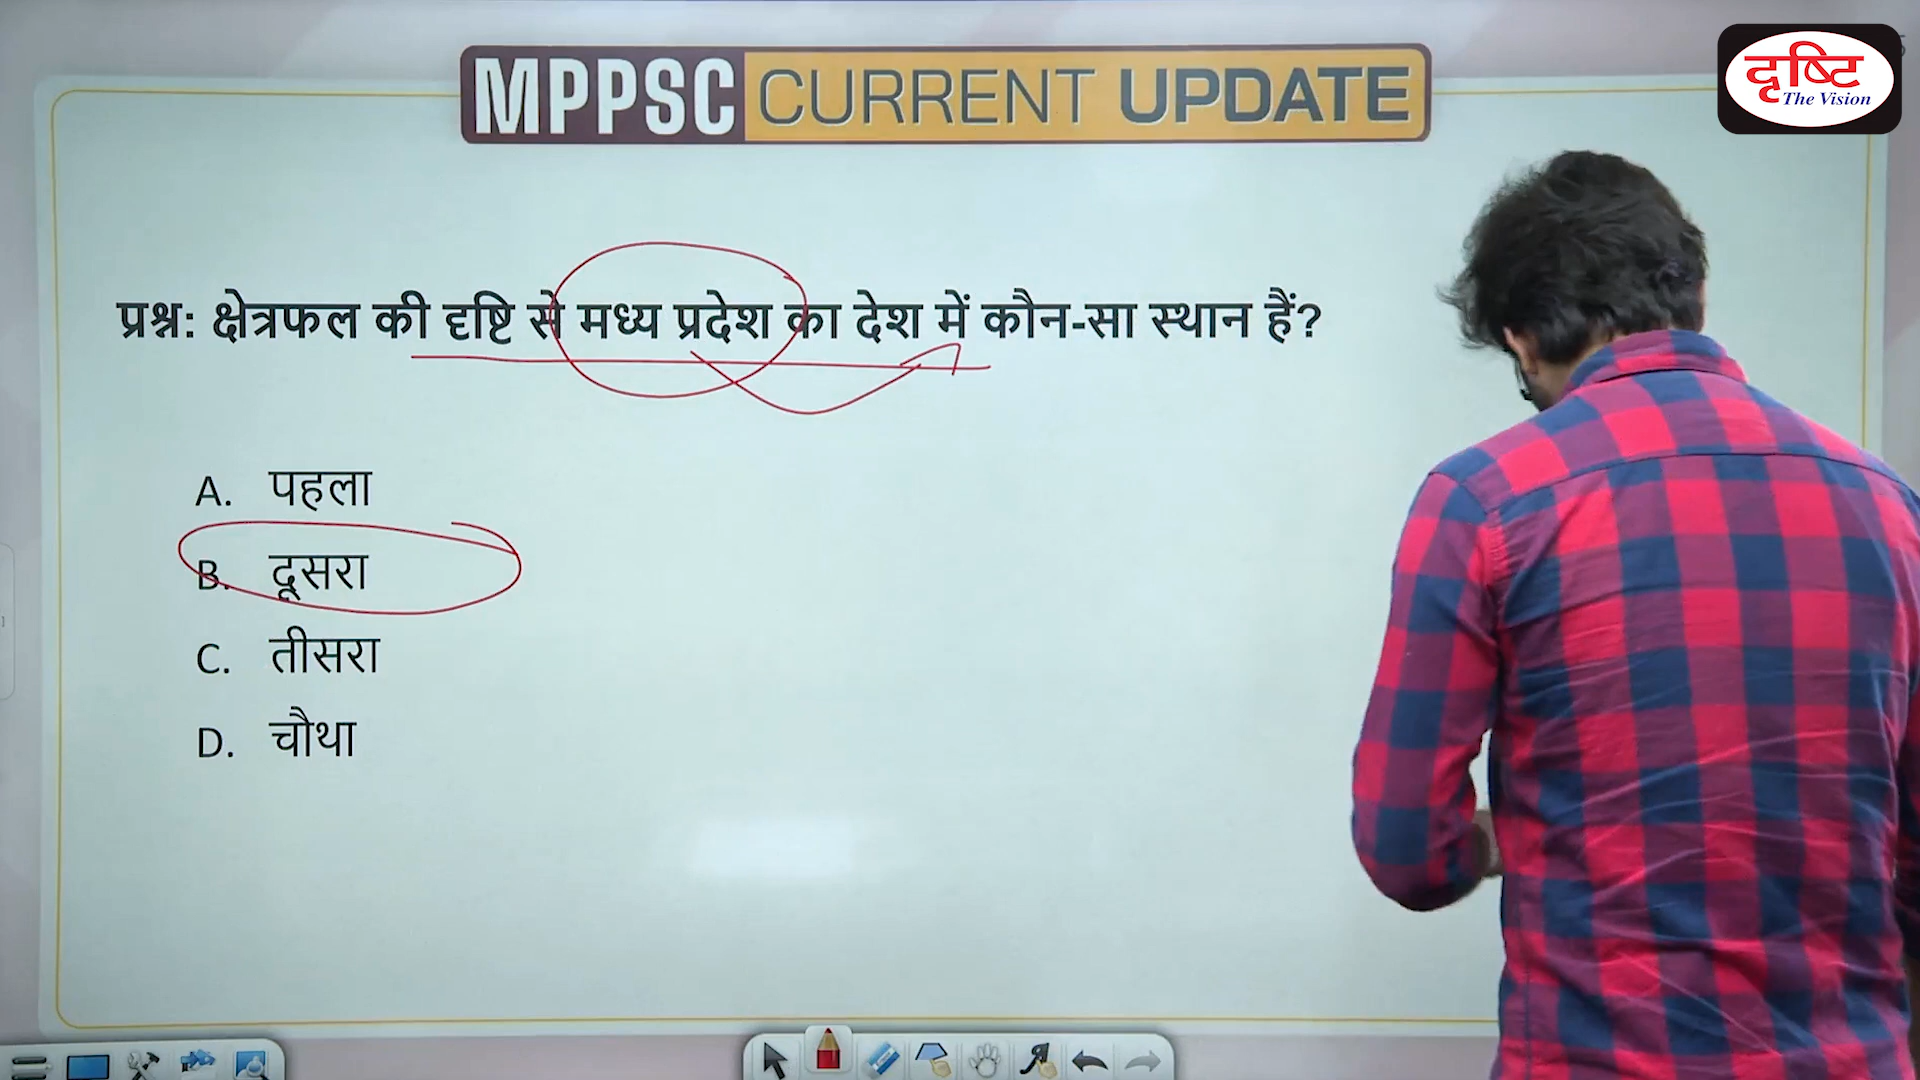 MPPSC CURRENT UPDATE
दृष्टि
The Vision
प्रश्न: क्षेत्रफल की दृष्टि से मध्य प्रदेश का देश में कौन-सा स्थान हैं?
A. पहला
B. दूसरा
C. तीसरा
D. चौथा